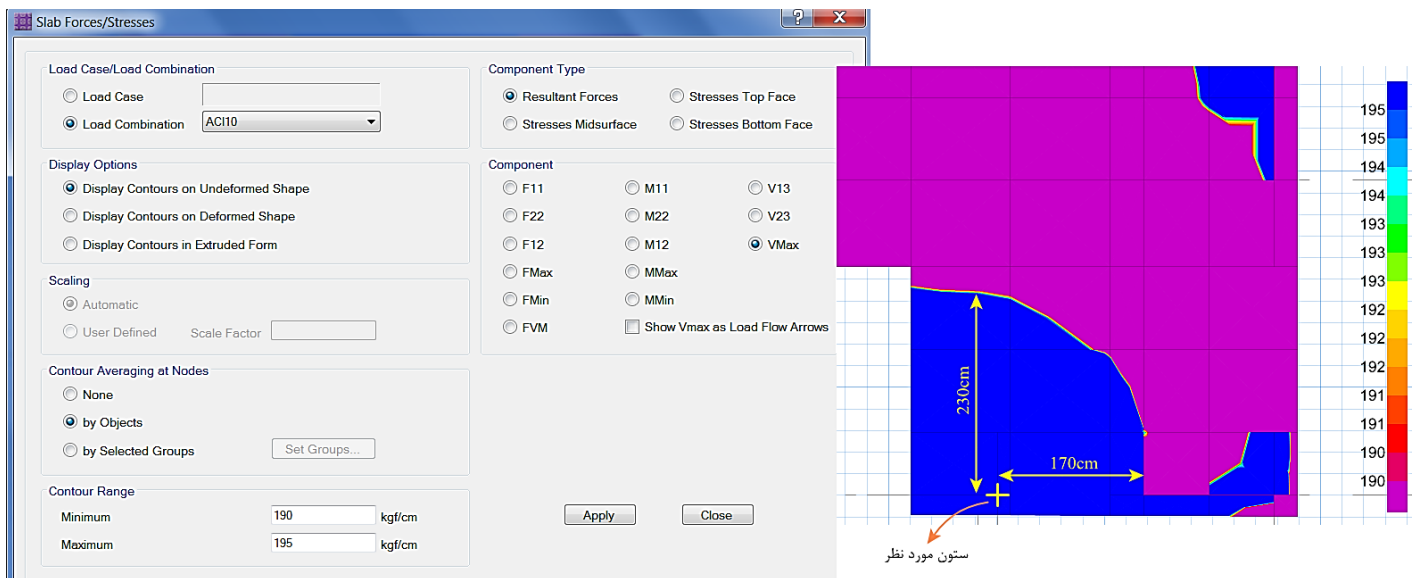 Slab Forces/Stresses
Load Case/Load Combination
Load Case
Load Combination
ACI10
Display Options
Display Contours on Undeformed Shape
Display Contours on Deformed Shape
Display Contours in Extruded Form
Scaling
Automatic
User Defined Scale Factor
Contour Averaging at Nodes
None
by Objects
by Selected Groups Set Groups...
Contour Range
Minimum 190 kgf/cm
Maximum 195 kgf/cm
Component Type
Resultant Forces Stresses Top Face
Stresses Midsurface Stresses Bottom Face
Component
F11 M11 V13
F22 M22 V23
F12 M12 VMax
FMax MMax
FMin MMin
FVM Show Vmax as Load Flow Arrows
Apply Close
230cm
170cm
ستون مورد نظر
195
195
194
194
193
193
193
192
192
192
191
191
190
190